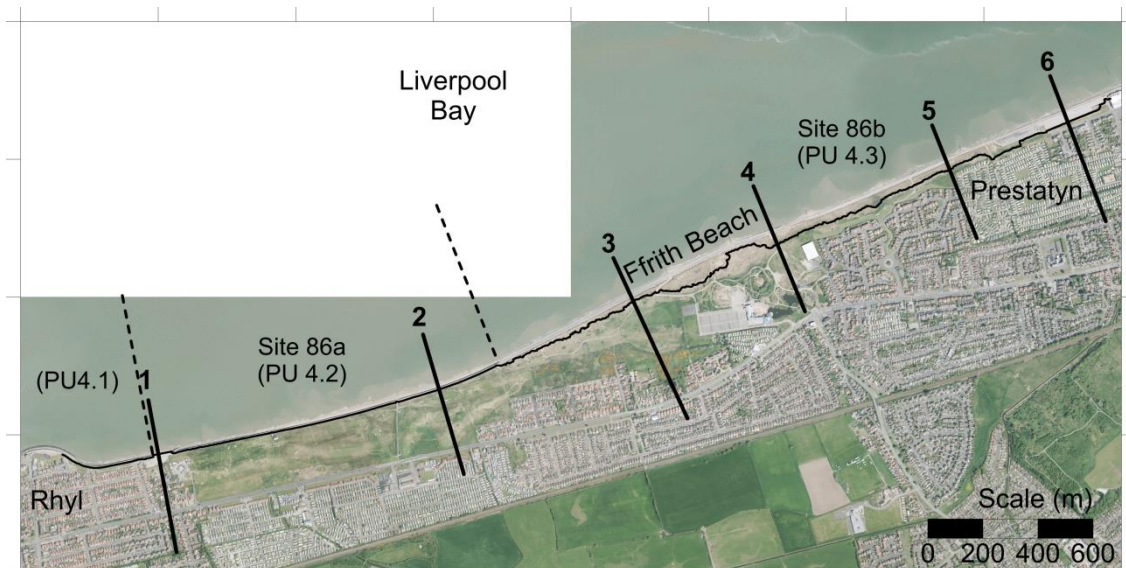 Liverpool
Bay
6
Site 86b
(PU 4.3)
5
4
Prestatyn
Ffrith Beach
3
2
Site 86a
(PU 4.2)
(PU4.1)
1
Rhyl
Scale (m)
0 200 400 600